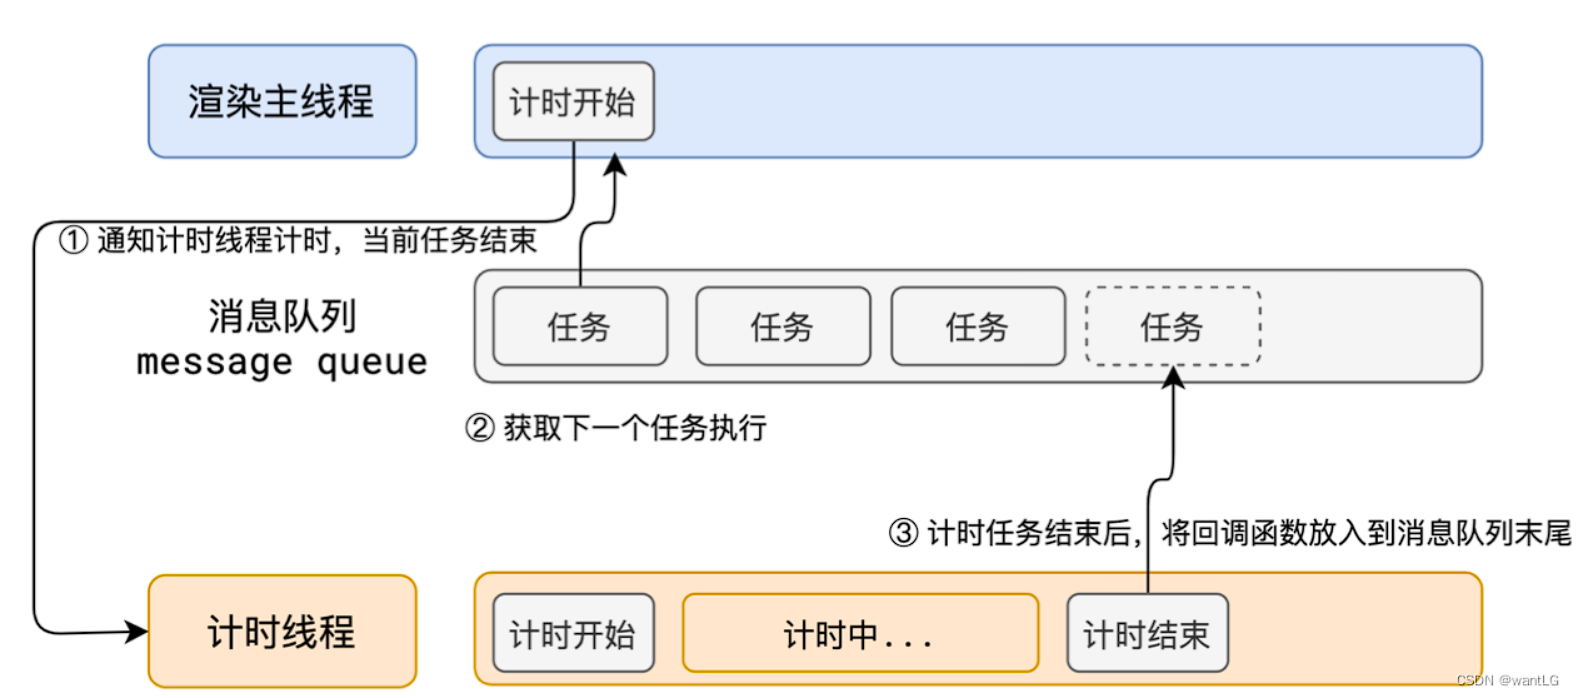 渲染主线程
计时开始
① 通知计时线程计时，当前任务结束
消息队列
message queue
任务
任务
任务
任务
② 获取下一个任务执行
③ 计时任务结束后，将回调函数放入到消息队列末尾
计时线程
计时开始
计时中...
计时结束
CSDN @wantLG